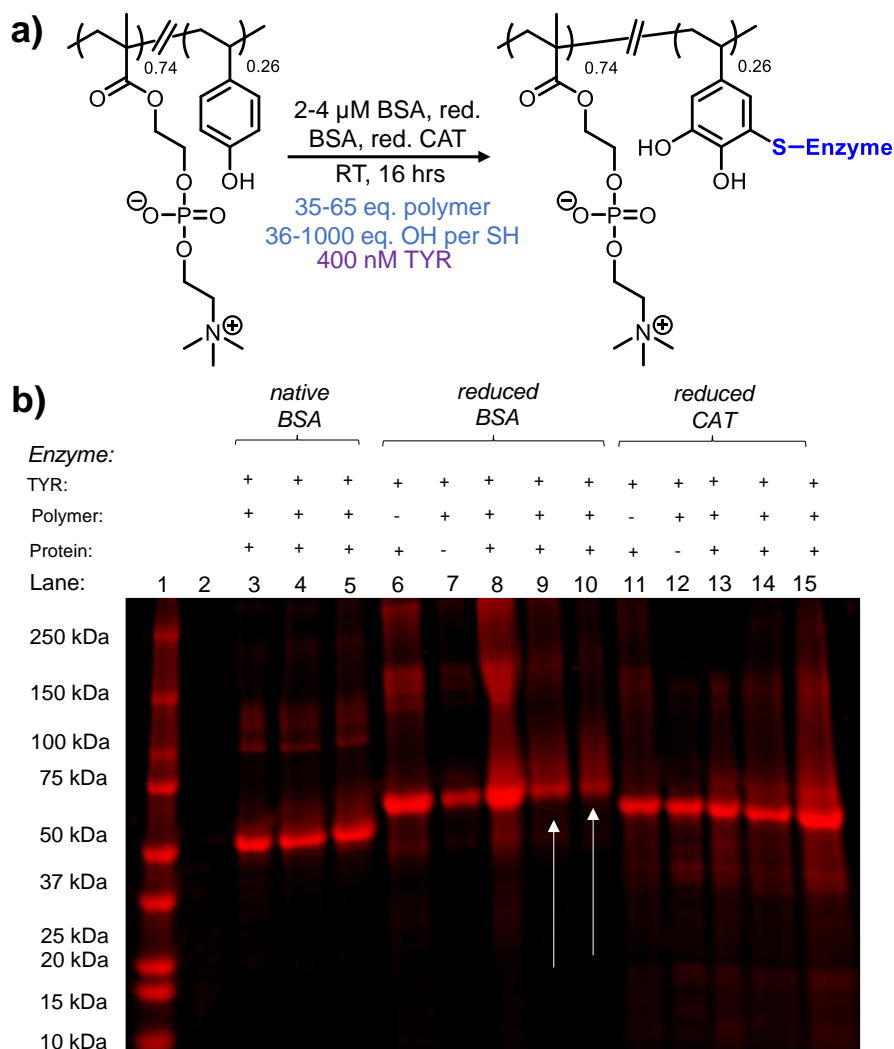 a)
0.74
0.26
O
O
O
⊖O–P=O
O
N⊕
OH
2-4 µM BSA, red.
BSA, red. CAT
RT, 16 hrs
35-65 eq. polymer
36-1000 eq. OH per SH
400 nM TYR
0.74
0.26
O
O
O
⊖O–P=O
O
N⊕
HO
OH
S–Enzyme
b)
native
BSA
reduced
BSA
reduced
CAT
Enzyme:
TYR: + + + + + + + + + + + + +
Polymer: + + + - + + + + - + + + +
Protein: + + + + - + + + + - + + +
Lane: 1 2 3 4 5 6 7 8 9 10 11 12 13 14 15
250 kDa
150 kDa
100 kDa
75 kDa
50 kDa
37 kDa
25 kDa
20 kDa
15 kDa
10 kDa